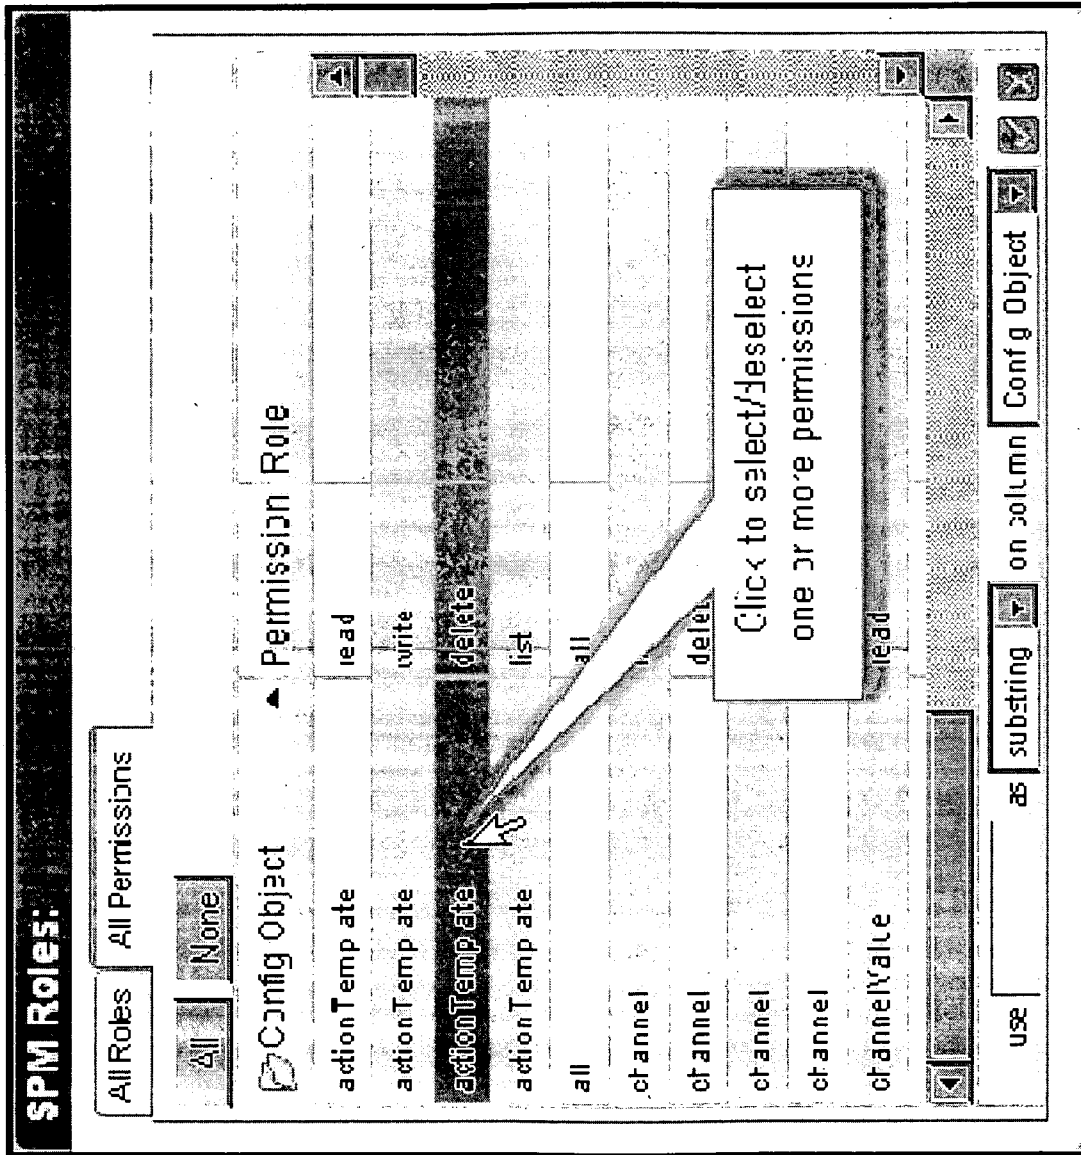 SPM Roles:
All Roles
All Permissions
All
None
Config Object
Permission Role
actionTemplate read
actionTemplate write
actionTemplate delete
actionTemplate list
all all
channel
channel delet
channel
channel
channelValue read
Click to select/deselect
one or more permissions
use as substring on column Config Object